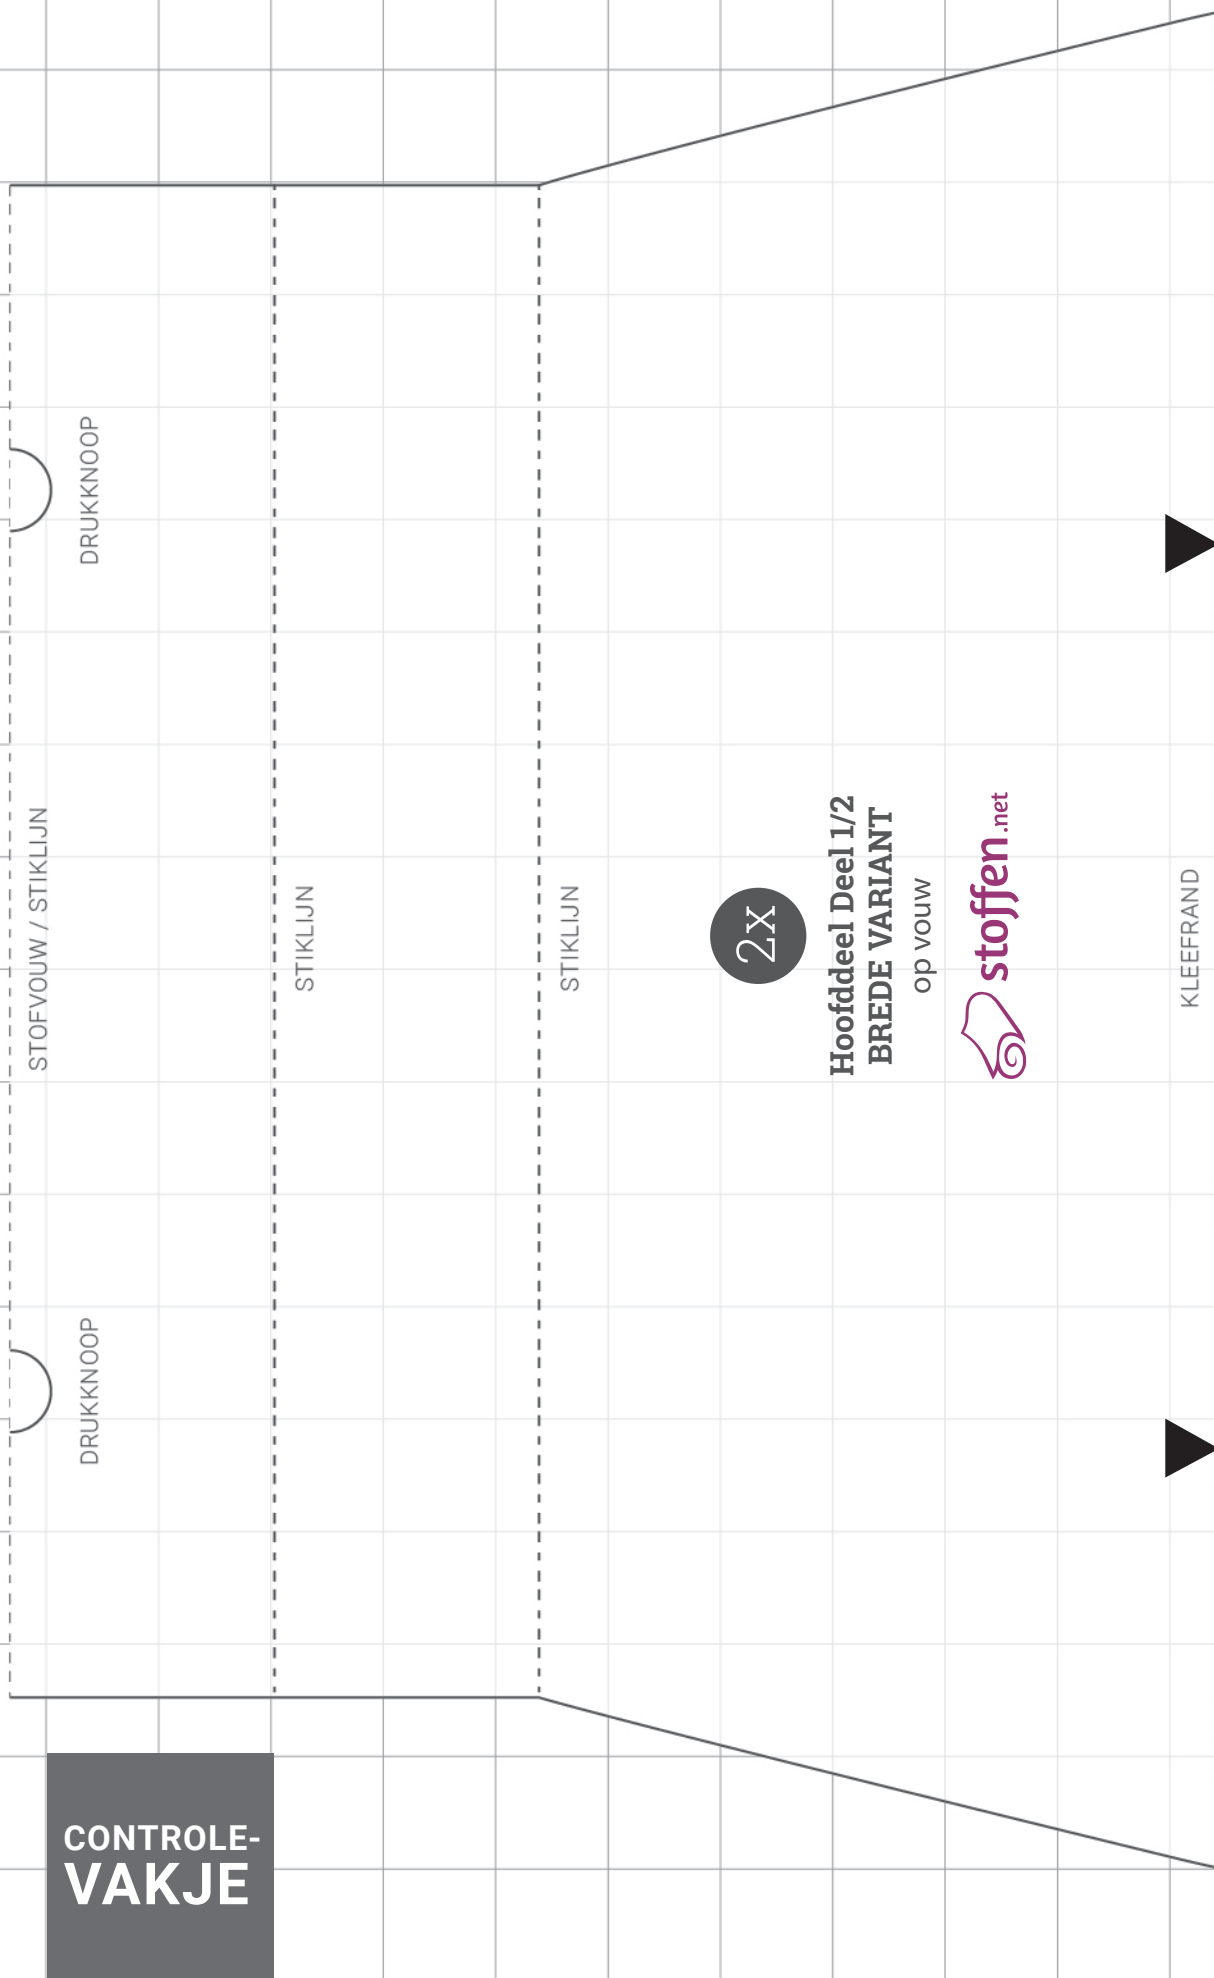 STOFVOUW / STIKLIJN
DRUKKNOOP
DRUKKNOOP
STIKLIJN
STIKLIJN
2x
Hoofddeel Deel 1/2
BREDE VARIANT
op vouw
stoffen.net
KLEEFRAND
CONTROLE-
VAKJE